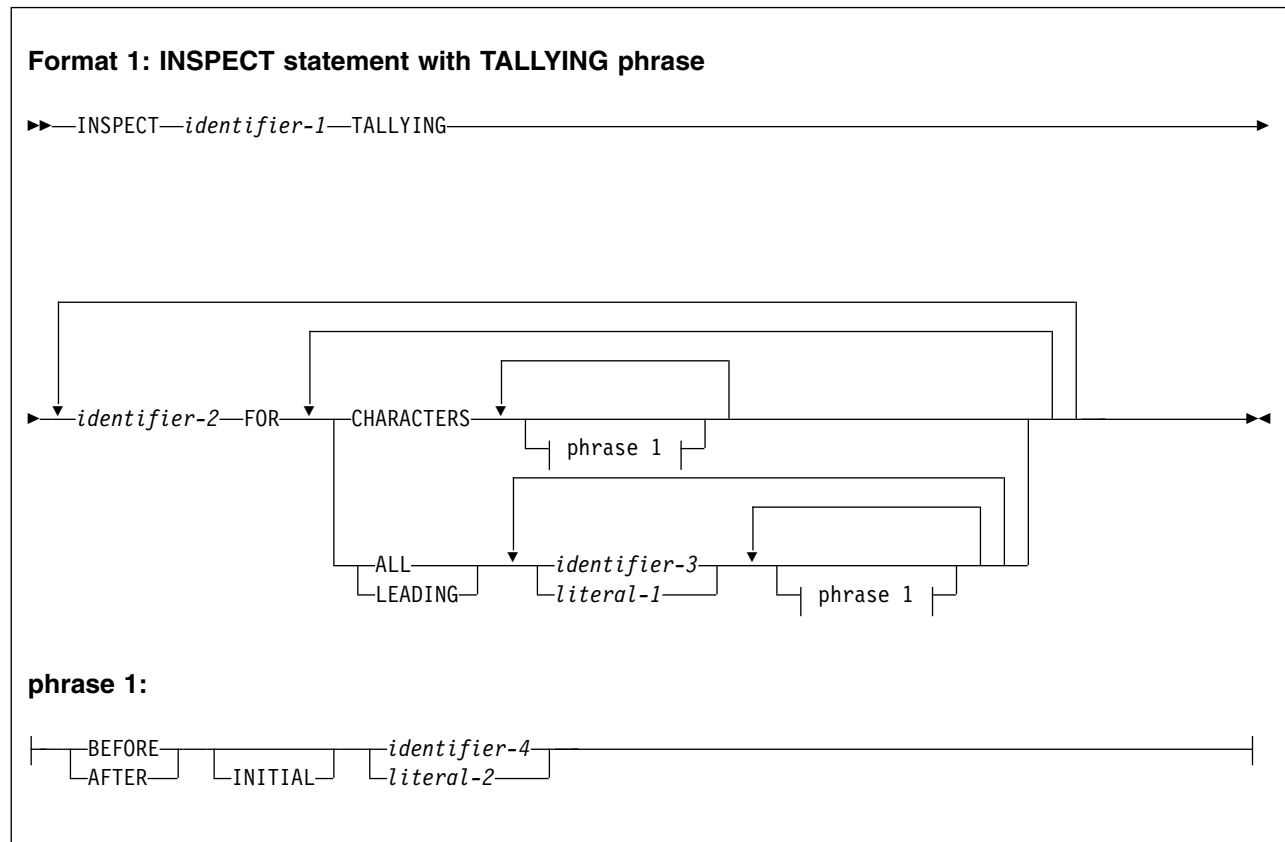 Format 1: INSPECT statement with TALLYING phrase
INSPECT identifier-1 TALLYING
identifier-2 FOR CHARACTERS
phrase 1
ALL identifier-3
LEADING literal-1 phrase 1
phrase 1:
BEFORE identifier-4
AFTER INITIAL literal-2